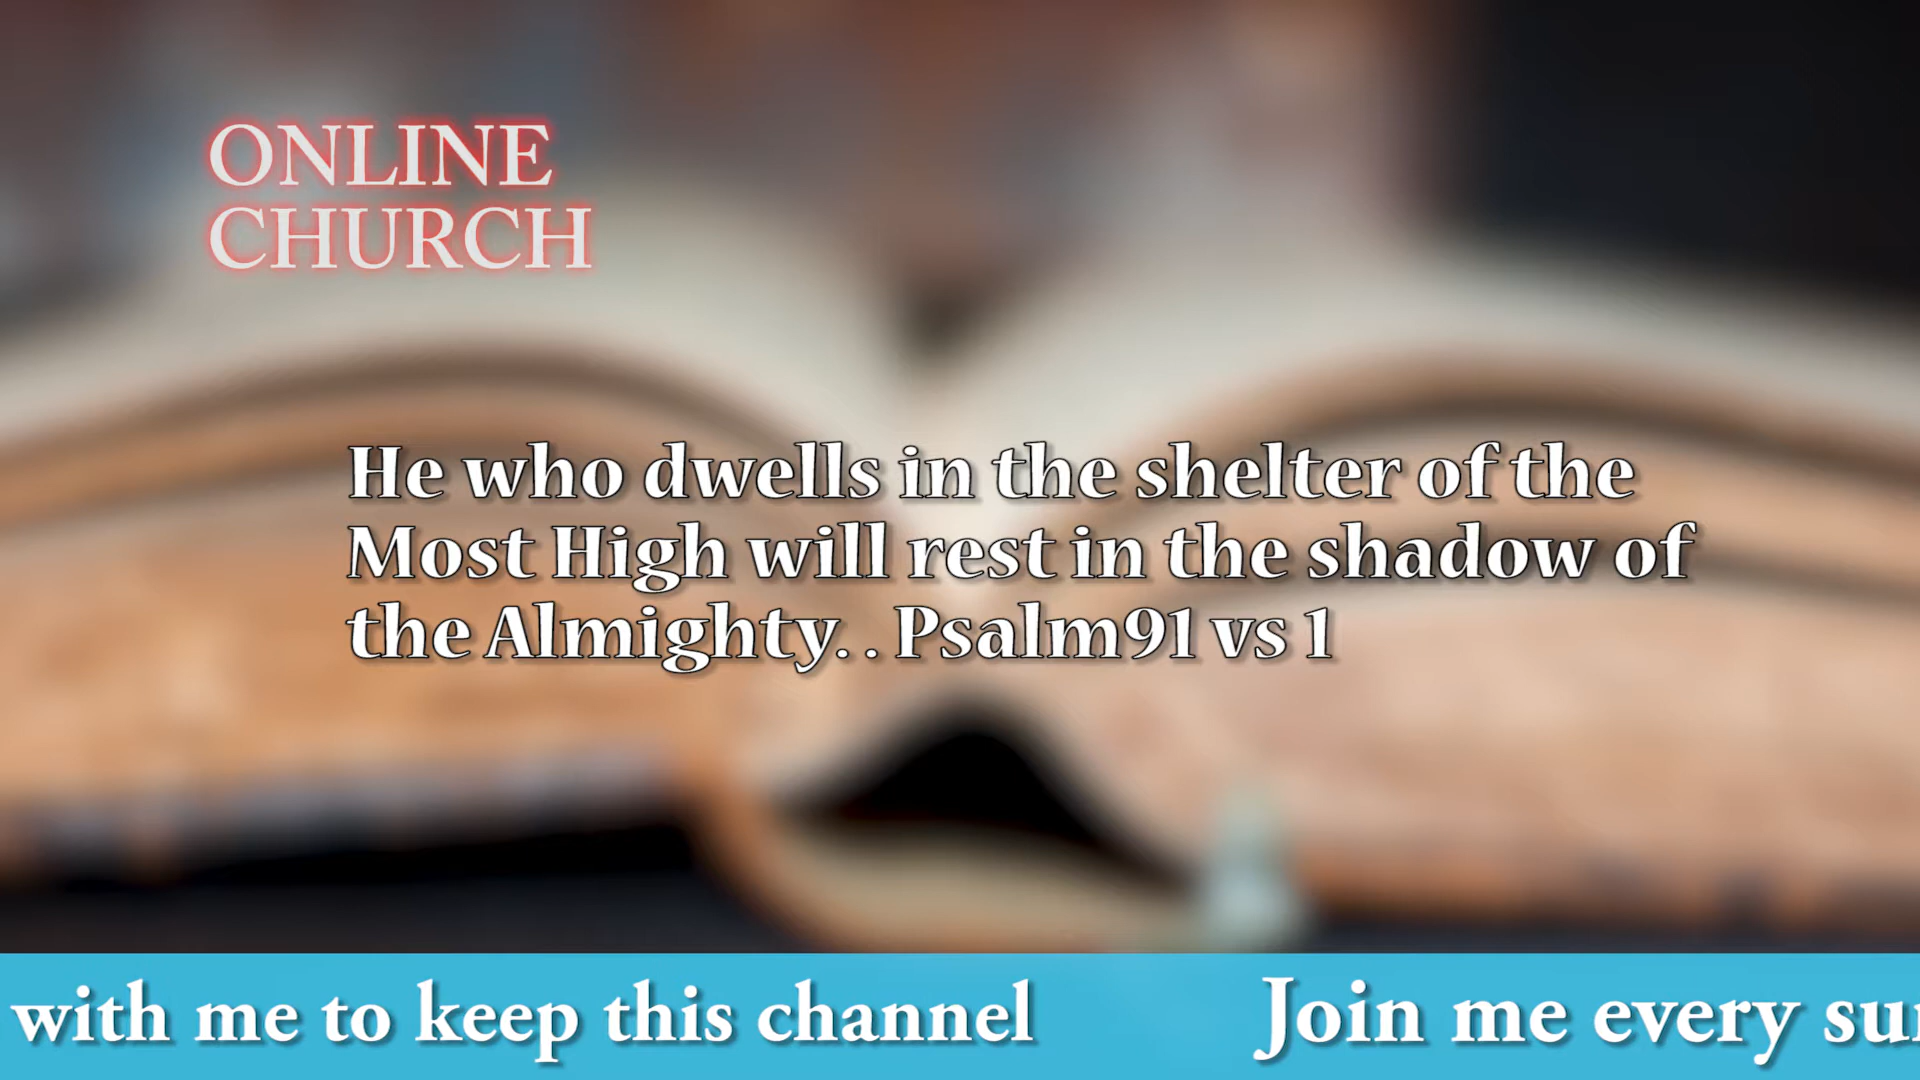 ONLINE
CHURCH
He who dwells in the shelter of the
Most High will rest in the shadow of
the Almighty. . Psalm91 vs 1
with me to keep this channel Join me every